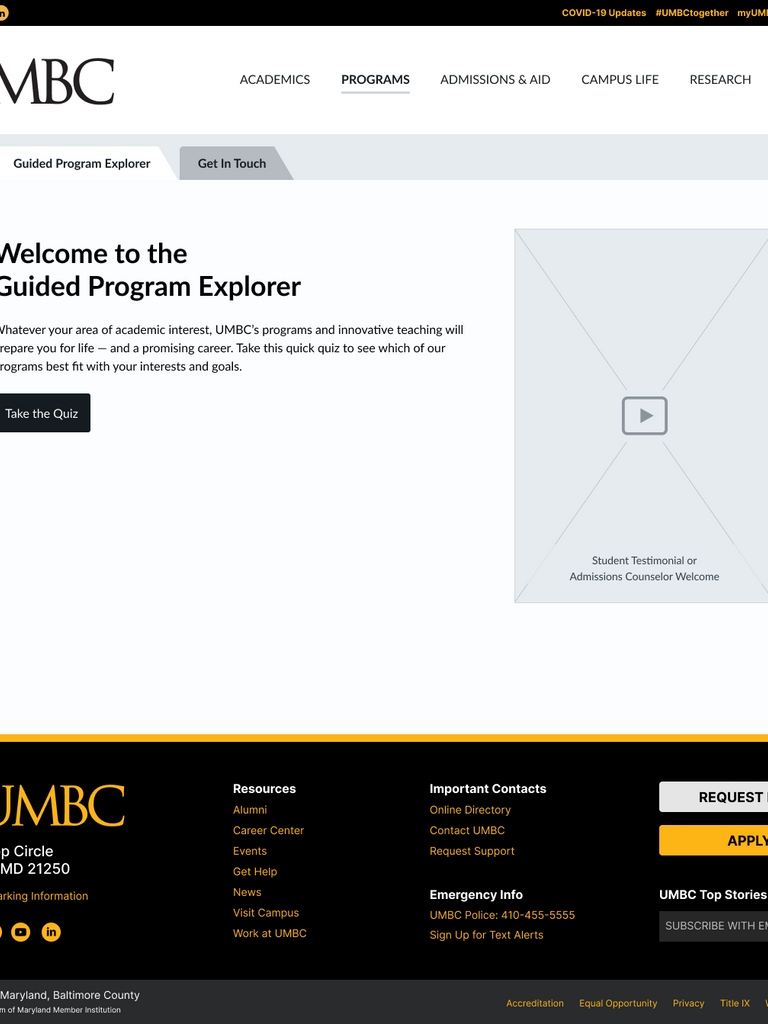 in
COVID-19 Updates #UMBCtogether myUM
MBC
ACADEMICS PROGRAMS ADMISSIONS & AID CAMPUS LIFE RESEARCH
Guided Program Explorer Get In Touch
Welcome to the
Guided Program Explorer
Whatever your area of academic interest, UMBC's programs and innovative teaching will
repare you for life — and a promising career. Take this quick quiz to see which of our
rograms best fit with your interests and goals.
Take the Quiz
Student Testimonial or
Admissions Counselor Welcome
UMBC
p Circle
MD 21250
arking Information
in
Resources
Alumni
Career Center
Events
Get Help
News
Visit Campus
Work at UMBC
Important Contacts
Online Directory
Contact UMBC
Request Support
Emergency Info
UMBC Police: 410-455-5555
Sign Up for Text Alerts
REQUEST
APPLY
UMBC Top Stories
SUBSCRIBE WITH EM
Maryland, Baltimore County
m of Maryland Member Institution
Accreditation Equal Opportunity Privacy Title IX